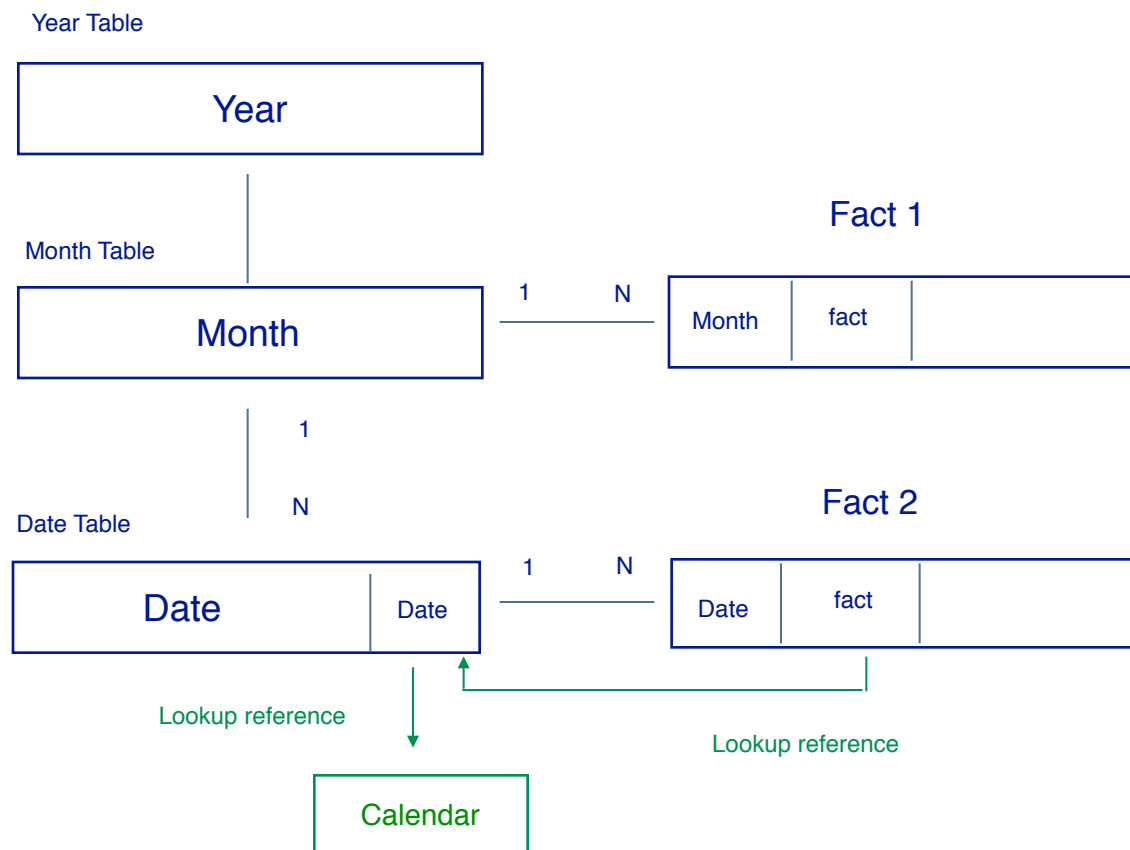 Year Table
Year
Fact 1
Month Table
1 N
Month
Month fact
1
N
Fact 2
Date Table
1 N
Date Date
Date fact
Lookup reference
Lookup reference
Calendar